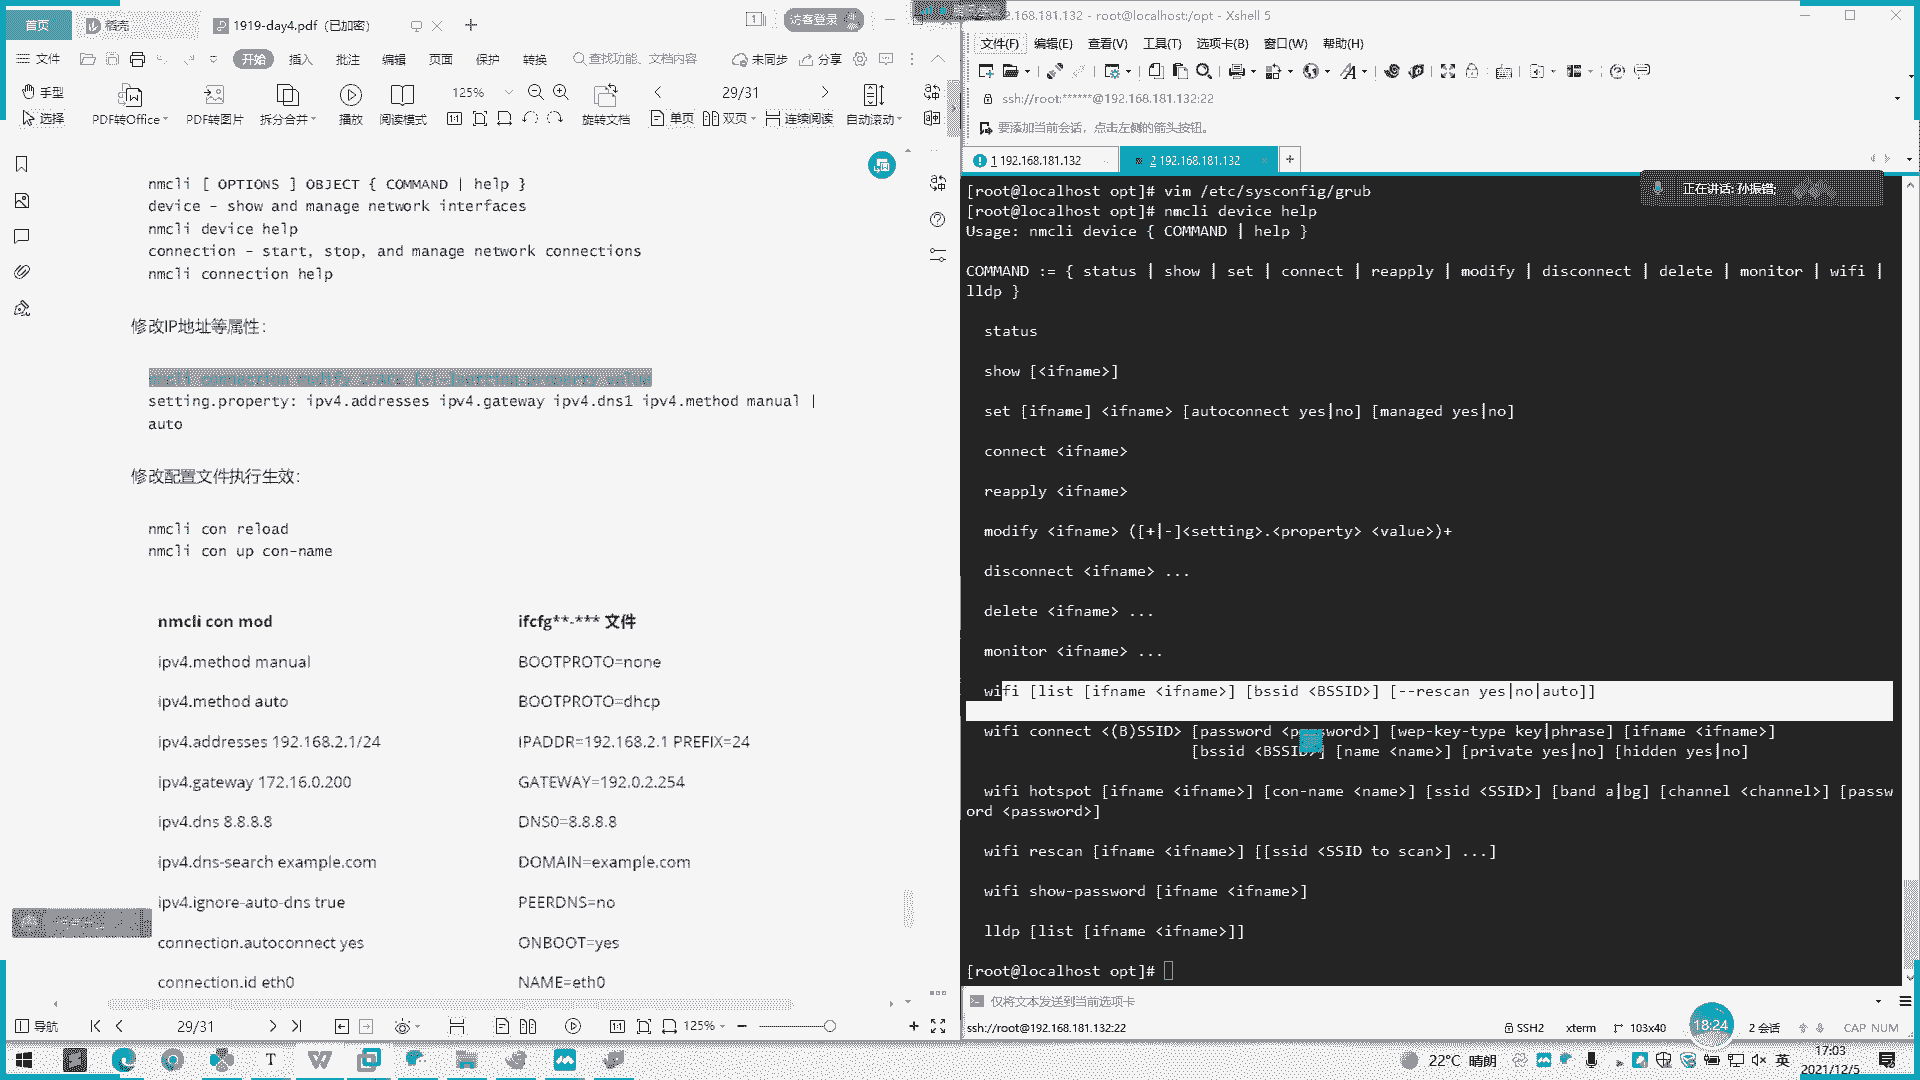 首页
稻壳
1919-day4.pdf（已加密）
访客登录
文件
开始
插入
批注
编辑
页面
保护
转换
查找功能、文档内容
未同步
分享
手型
选择
PDF转Office
PDF转图片
拆分合并
播放
阅读模式
125%
旋转文档
29/31
单页
双页
连续阅读
自动滚动
nmcli [ OPTIONS ] OBJECT { COMMAND | help }
device - show and manage network interfaces
nmcli device help
connection - start, stop, and manage network connections
nmcli connection help
修改IP地址等属性：
setting.property: ipv4.addresses ipv4.gateway ipv4.dns1 ipv4.method manual |
auto
修改配置文件执行生效：
nmcli con reload
nmcli con up con-name
nmcli con mod ifcfg**-*** 文件
ipv4.method manual BOOTPROTO=none
ipv4.method auto BOOTPROTO=dhcp
ipv4.addresses 192.168.2.1/24 IPADDR=192.168.2.1 PREFIX=24
ipv4.gateway 172.16.0.200 GATEWAY=192.0.2.254
ipv4.dns 8.8.8.8 DNS0=8.8.8.8
ipv4.dns-search example.com DOMAIN=example.com
ipv4.ignore-auto-dns true PEERDNS=no
connection.autoconnect yes ONBOOT=yes
connection.id eth0 NAME=eth0
导航
29/31
125%
192.168.181.132 - root@localhost:/opt - Xshell 5
文件(F) 编辑(E) 查看(V) 工具(T) 选项卡(B) 窗口(W) 帮助(H)
ssh://root:******@192.168.181.132:22
要添加当前会话，点击左侧的箭头按钮。
1 192.168.181.132
2 192.168.181.132
正在讲话: 孙振锴;
[root@localhost opt]# vim /etc/sysconfig/grub
[root@localhost opt]# nmcli device help
Usage: nmcli device { COMMAND | help }
COMMAND := { status | show | set | connect | reapply | modify | disconnect | delete | monitor | wifi |
lldp }
status
show [<ifname>]
set [ifname] <ifname> [autoconnect yes|no] [managed yes|no]
connect <ifname>
reapply <ifname>
modify <ifname> ([+|-]<setting>.<property> <value>)+
disconnect <ifname> ...
delete <ifname> ...
monitor <ifname> ...
wifi [list [ifname <ifname>] [bssid <BSSID>] [--rescan yes|no|auto]]
wifi connect <(B)SSID> [password <password>] [wep-key-type key|phrase] [ifname <ifname>]
[bssid <BSSID>] [name <name>] [private yes|no] [hidden yes|no]
wifi hotspot [ifname <ifname>] [con-name <name>] [ssid <SSID>] [band a|bg] [channel <channel>] [passw
ord <password>]
wifi rescan [ifname <ifname>] [[ssid <SSID to scan>] ...]
wifi show-password [ifname <ifname>]
lldp [list [ifname <ifname>]]
[root@localhost opt]#
仅将文本发送到当前选项卡
ssh://root@192.168.181.132:22
SSH2
xterm
103x40
18:24
2 会话
CAP NUM
22°C 晴朗
英
17:03
2021/12/5